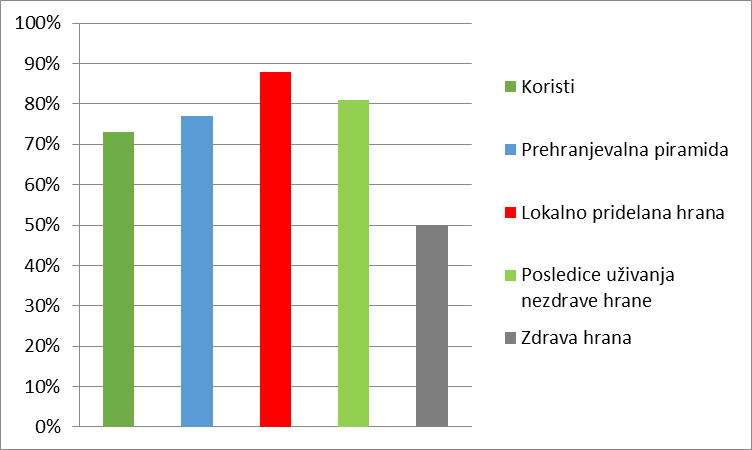 100%
90%
80%
70%
60%
50%
40%
30%
20%
10%
0%
Koristi
Prehranjevalna piramida
Lokalno pridelana hrana
Posledice uživanja
nezdrave hrane
Zdrava hrana